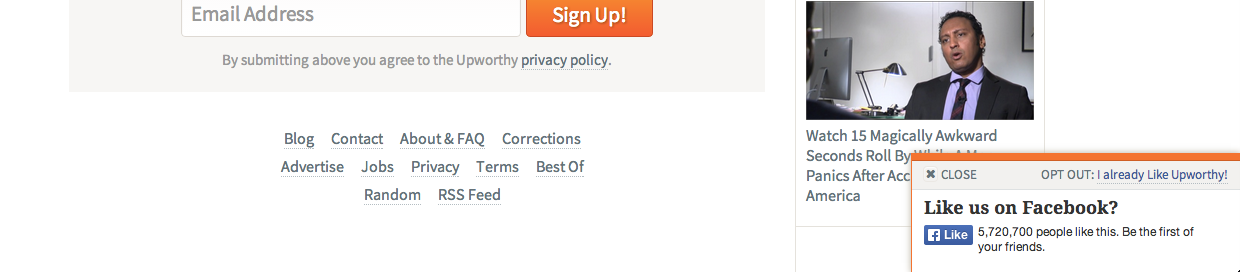 Email Address
Sign Up!
By submitting above you agree to the Upworthy privacy policy.
Blog Contact About & FAQ Corrections
Advertise Jobs Privacy Terms Best Of
Random RSS Feed
Watch 15 Magically Awkward
Seconds Roll By While A
Panics After
America
✖ CLOSE
OPT OUT: I already Like Upworthy!
Like us on Facebook?
Like
5,720,700 people like this. Be the first of
your friends.